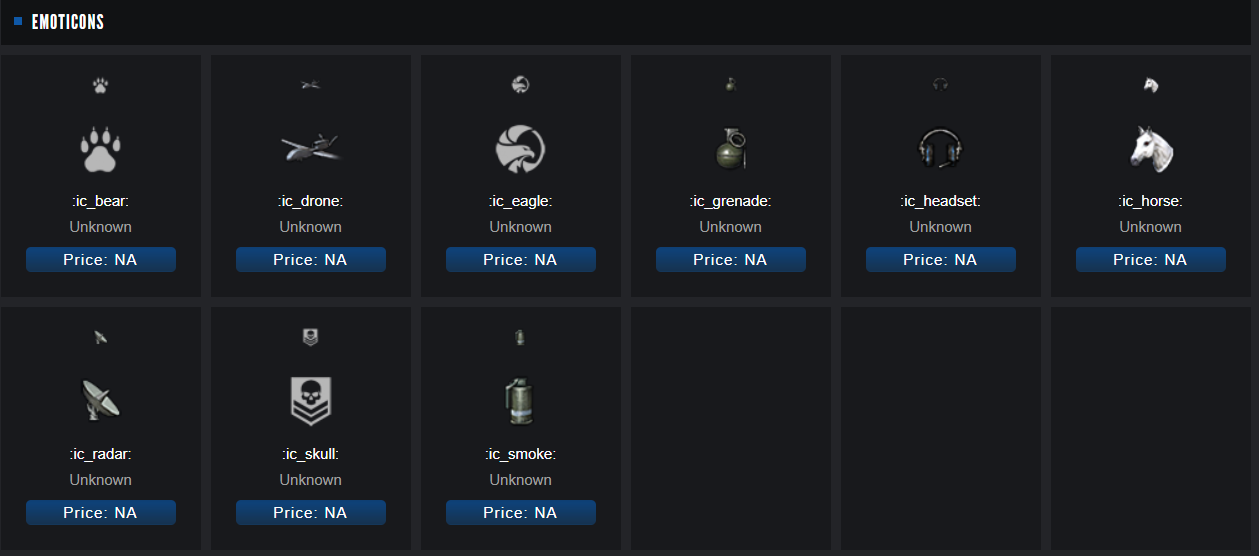 EMOTICONS
:ic_bear: :ic_drone: :ic_eagle: :ic_grenade: :ic_headset: :ic_horse:
Unknown Unknown Unknown Unknown Unknown Unknown
Price: NA Price: NA Price: NA Price: NA Price: NA Price: NA
:ic_radar: :ic_skull: :ic_smoke:
Unknown Unknown Unknown
Price: NA Price: NA Price: NA